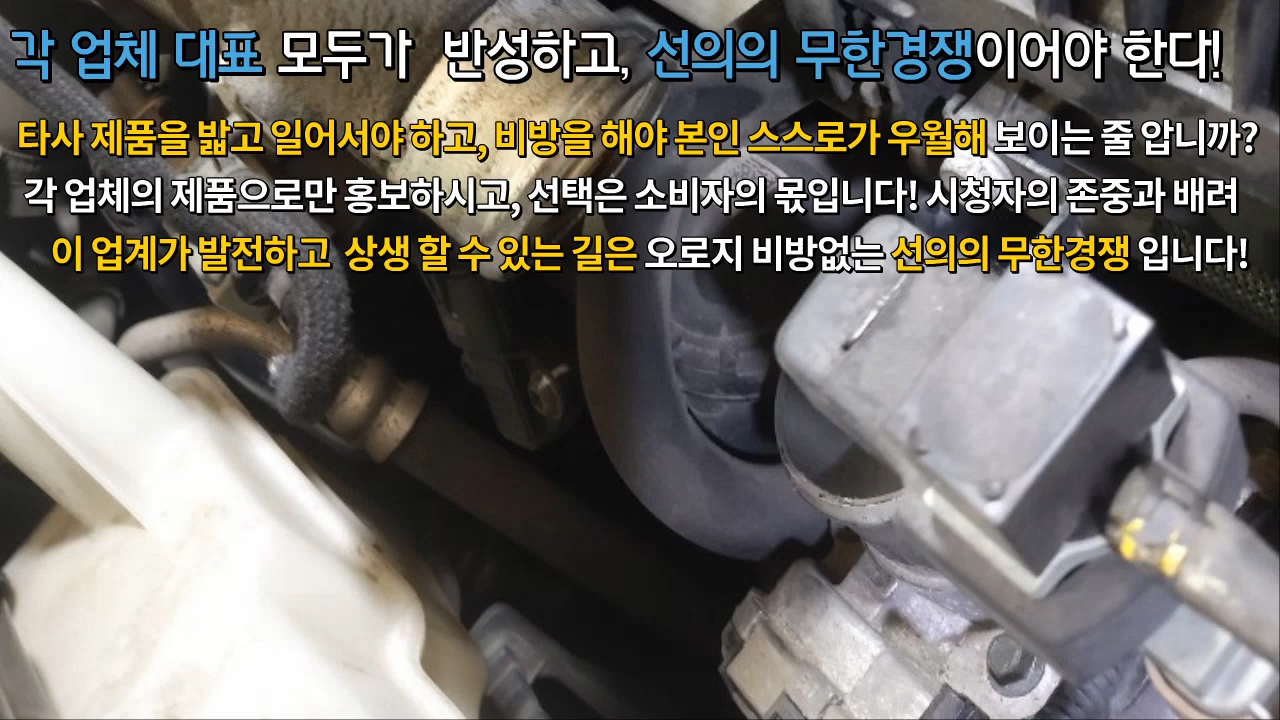 각 업체 대표 모두가 반성하고, 선의의 무한경쟁이어야 한다!
타사 제품을 밟고 일어서야 하고, 비방을 해야 본인 스스로가 우월해 보이는 줄 압니까?
각 업체의 제품으로만 홍보하시고, 선택은 소비자의 몫입니다! 시청자의 존중과 배려
이 업계가 발전하고 상생 할 수 있는 길은 오로지 비방없는 선의의 무한경쟁 입니다!